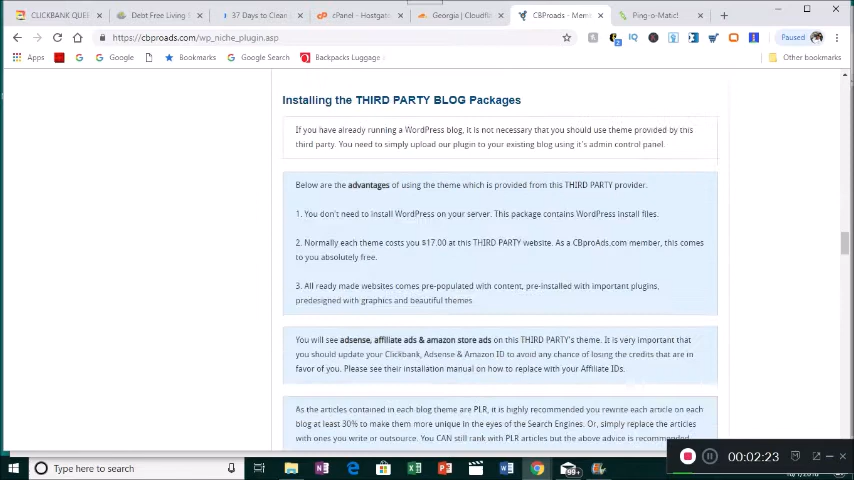 CLICKBANK QUE
Debt Free Living
37 Days to Clean
cPanel - Hostgat
Georgia | Cloudfl
CBProads - Mem
Ping-o-Matic!
https://cbproads.com/wp_niche_plugin.asp
Paused
Apps
Google
Bookmarks
Google Search
Backpacks Luggage
Other bookmarks
Installing the THIRD PARTY BLOG Packages
If you have already running a WordPress blog, it is not necessary that you should use theme provided by this
third party. You need to simply upload our plugin to your existing blog using it's admin control panel.
Below are the advantages of using the theme which is provided from this THIRD PARTY provider.
1. You don't need to install WordPress on your server. This package contains WordPress install files.
2. Normally each theme costs you $17.00 at this THIRD PARTY website. As a CBproAds.com member, this comes
to you absolutely free.
3. All ready made websites comes pre-populated with content, pre-installed with important plugins,
predesigned with graphics and beautiful themes
You will see adsense, affiliate ads & amazon store ads on this THIRD PARTY's theme. It is very important that
you should update your Clickbank, Adsense & Amazon ID to avoid any chance of losing the credits that are in
favor of you. Please see their installation manual on how to replace with your Affiliate IDs.
As the articles contained in each blog theme are PLR, it is highly recommended you rewrite each article on each
blog at least 30% to make them more unique in the eyes of the Search Engines. Or, simply replace the articles
with ones you write or outsource. You CAN still rank with PLR articles but the above advice is recommended
00:02:23
Type here to search
99+